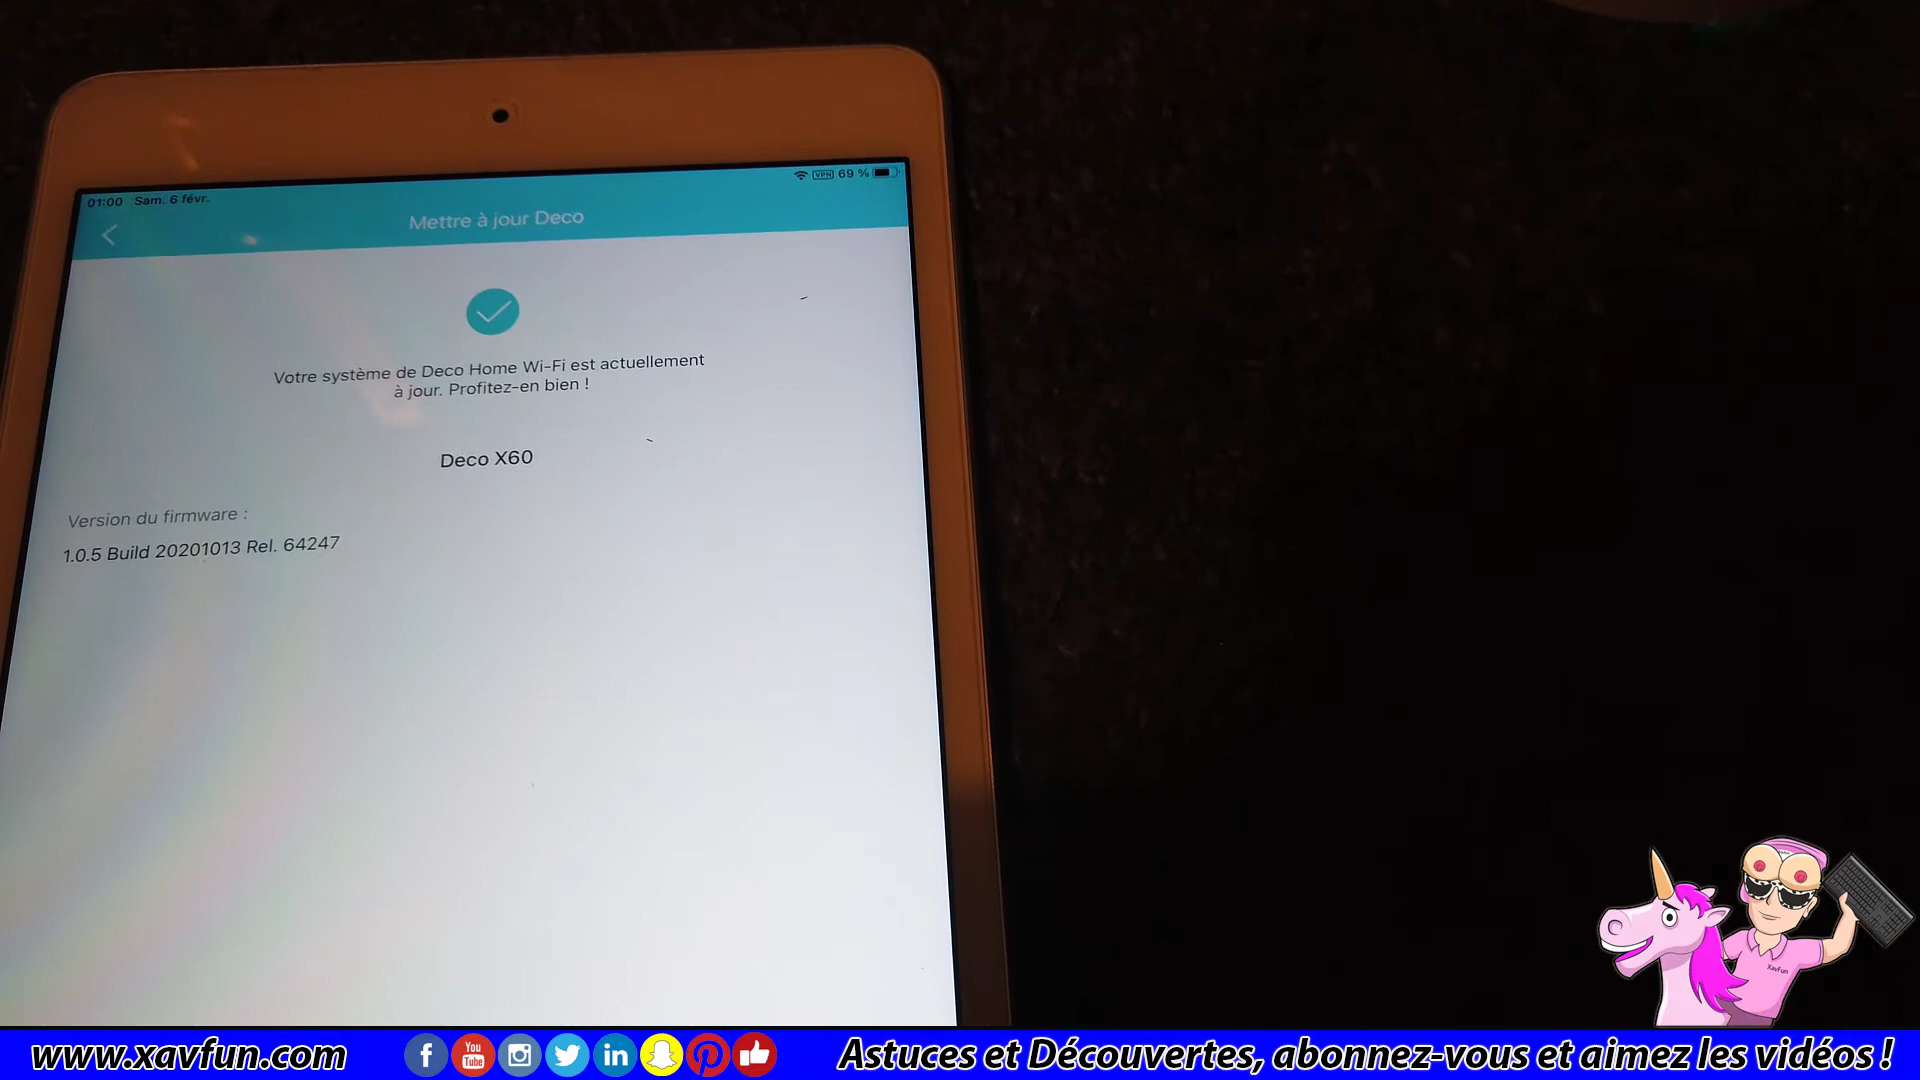 01:00 Sam. 6 févr.
VPN 69 %
Mettre à jour Deco
Votre système de Deco Home Wi-Fi est actuellement
à jour. Profitez-en bien !
Deco X60
Version du firmware :
1.0.5 Build 20201013 Rel. 64247
XavFun
www.xavfun.com
You
Tube
in
Astuces et Découvertes, abonnez-vous et aimez les vidéos !